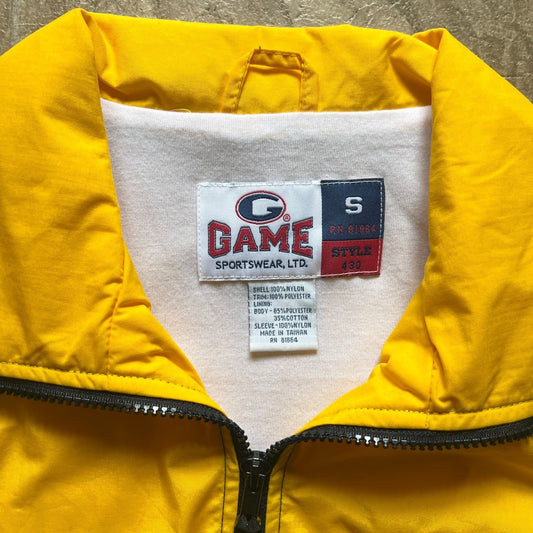 G®
GAME
SPORTSWEAR, LTD.
S
RN 81864
STYLE
430
SHELL:100%NYLON
TRIM:100% POLYESTER
LINING:
BODY - 65%POLYESTER
35%COTTON
SLEEVE -100%NYLON
MADE IN TAIWAN
RN 81864